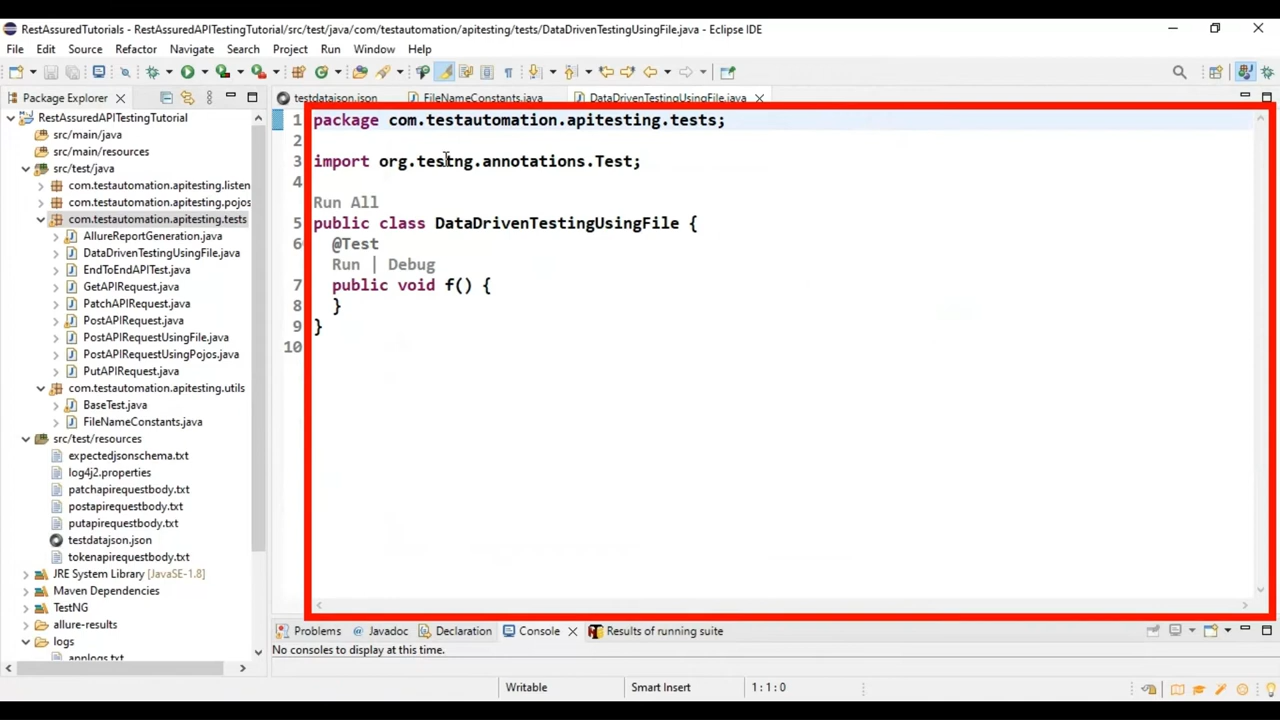 RestAssuredTutorials - RestAssuredAPITestingTutorial/src/test/java/com/testautomation/apitesting/tests/DataDrivenTestingUsingFile.java - Eclipse IDE
File Edit Source Refactor Navigate Search Project Run Window Help
Package Explorer
testdatajson.json FileNameConstants.java DataDrivenTestingUsingFile.java
RestAssuredAPITestingTutorial
src/main/java
src/main/resources
src/test/java
com.testautomation.apitesting.listen
com.testautomation.apitesting.pojos
com.testautomation.apitesting.tests
AllureReportGeneration.java
DataDrivenTestingUsingFile.java
EndToEndAPITest.java
GetAPIRequest.java
PatchAPIRequest.java
PostAPIRequest.java
PostAPIRequestUsingFile.java
PostAPIRequestUsingPojos.java
PutAPIRequest.java
com.testautomation.apitesting.utils
BaseTest.java
FileNameConstants.java
src/test/resources
expectedjsonschema.txt
log4j2.properties
patchapirequestbody.txt
postapirequestbody.txt
putapirequestbody.txt
testdatajson.json
tokenapirequestbody.txt
JRE System Library [JavaSE-1.8]
Maven Dependencies
TestNG
allure-results
logs
applogs.txt
1 package com.testautomation.apitesting.tests;
2
3 import org.testng.annotations.Test;
4
Run All
5 public class DataDrivenTestingUsingFile {
6 @Test
Run | Debug
7 public void f() {
8 }
9 }
10
Problems @ Javadoc Declaration Console Results of running suite
No consoles to display at this time.
Writable Smart Insert 1 : 1 : 0